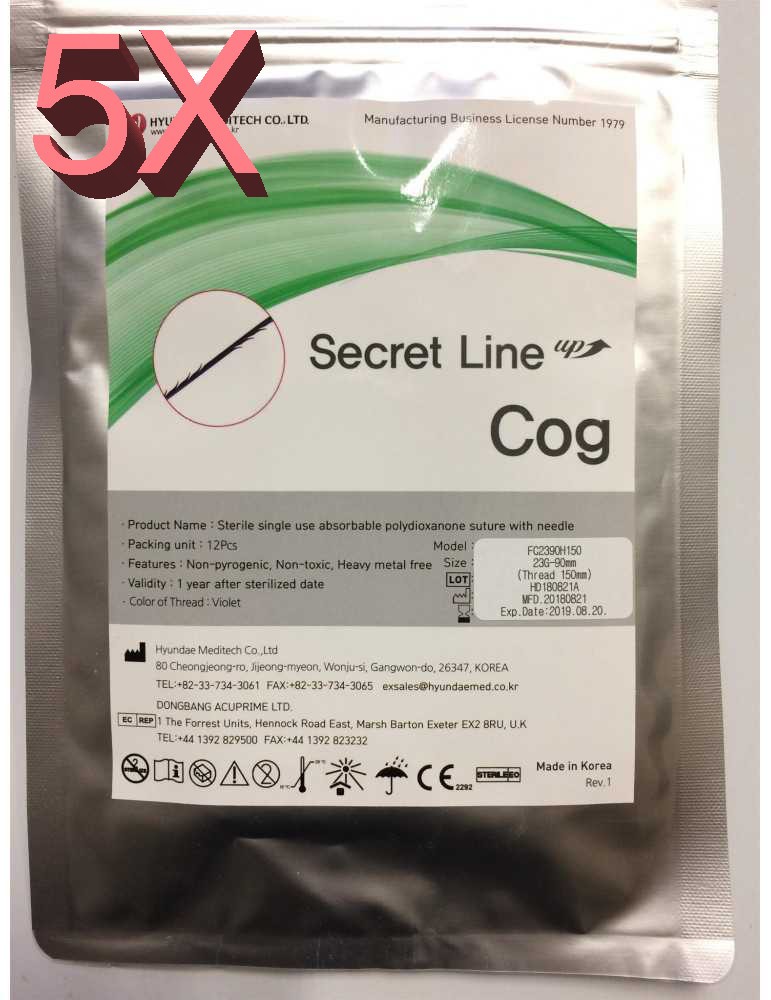 5X
HYUN MEDITECH CO.,LTD.
Manufacturing Business License Number 1979
www. .kr
Secret Line up
Cog
· Product Name : Sterile single use absorbable polydioxanone suture with needle
· Packing unit : 12Pcs
· Features : Non-pyrogenic, Non-toxic, Heavy metal free
· Validity : 1 year after sterilized date
· Color of Thread : Violet
Model : FC2390H150
Size : 23G-90mm
(Thread 150mm)
LOT HD180821A
MFD.20180821
Exp.Date:2019.08.20.
Hyundae Meditech Co.,Ltd
80 Cheongjeong-ro, Jijeong-myeon, Wonju-si, Gangwon-do, 26347, KOREA
TEL:+82-33-734-3061 FAX:+82-33-734-3065 exsales@hyundaemed.co.kr
DONGBANG ACUPRIME LTD.
EC REP 1 The Forrest Units, Hennock Road East, Marsh Barton Exeter EX2 8RU, U.K
TEL:+44 1392 829500 FAX:+44 1392 823232
CE 2292
STERILE EO
Made in Korea
Rev.1